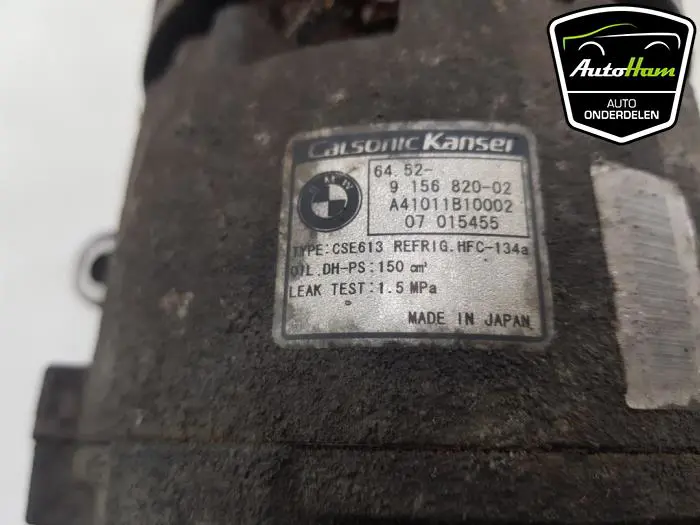 AutoHam
AUTO
ONDERDELEN
Calsonic Kansei
64.52-
9 156 820-02
A41011B10002
07 015455
TYPE:CSE613 REFRIG.HFC-134a
OIL.DH-PS:150 cm³
LEAK TEST:1.5 MPa
MADE IN JAPAN